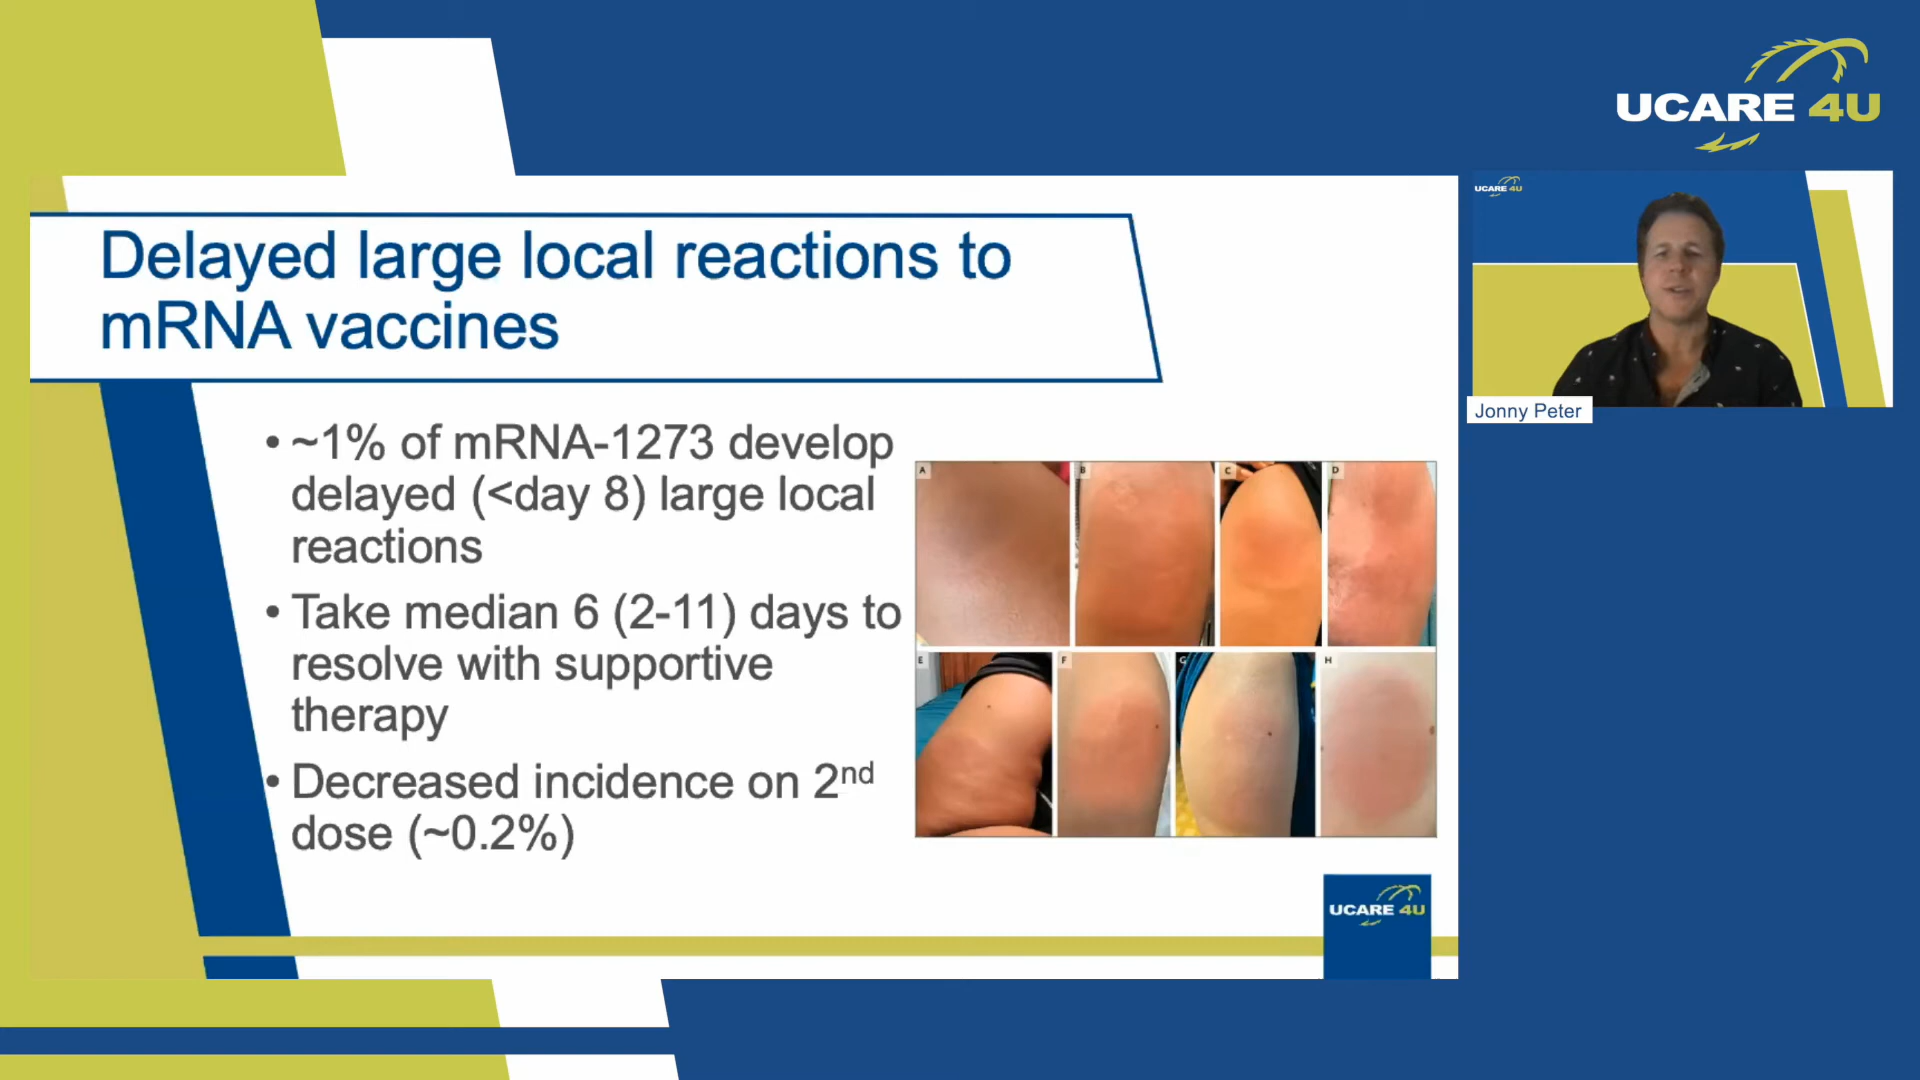 UCARE 4U
UCARE 4U
Jonny Peter
Delayed large local reactions to
mRNA vaccines
• ~1% of mRNA-1273 develop
delayed (<day 8) large local
reactions
• Take median 6 (2-11) days to
resolve with supportive
therapy
• Decreased incidence on 2nd
dose (~0.2%)
A B C D
E F G H
UCARE 4U